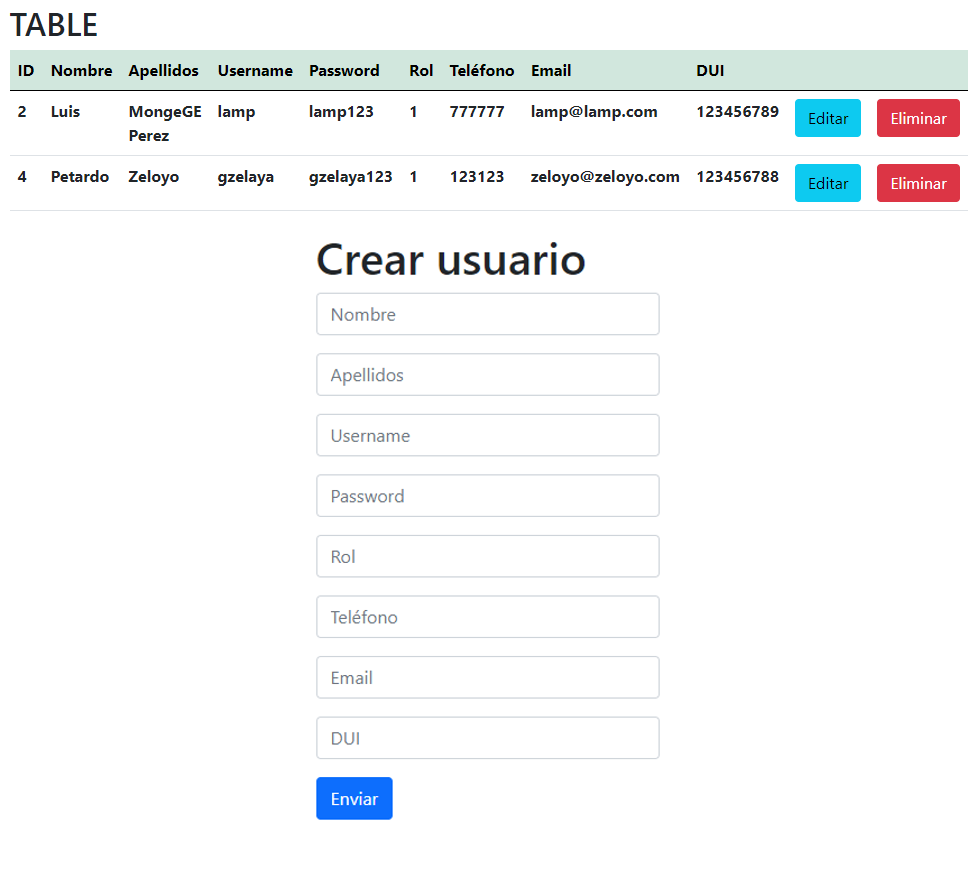 TABLE
ID Nombre Apellidos Username Password Rol Teléfono Email DUI
2 Luis MongeGE lamp lamp123 1 777777 lamp@lamp.com 123456789 Editar Eliminar
Perez
4 Petardo Zeloyo gzelaya gzelaya123 1 123123 zeloyo@zeloyo.com 123456788 Editar Eliminar
Crear usuario
Nombre
Apellidos
Username
Password
Rol
Teléfono
Email
DUI
Enviar